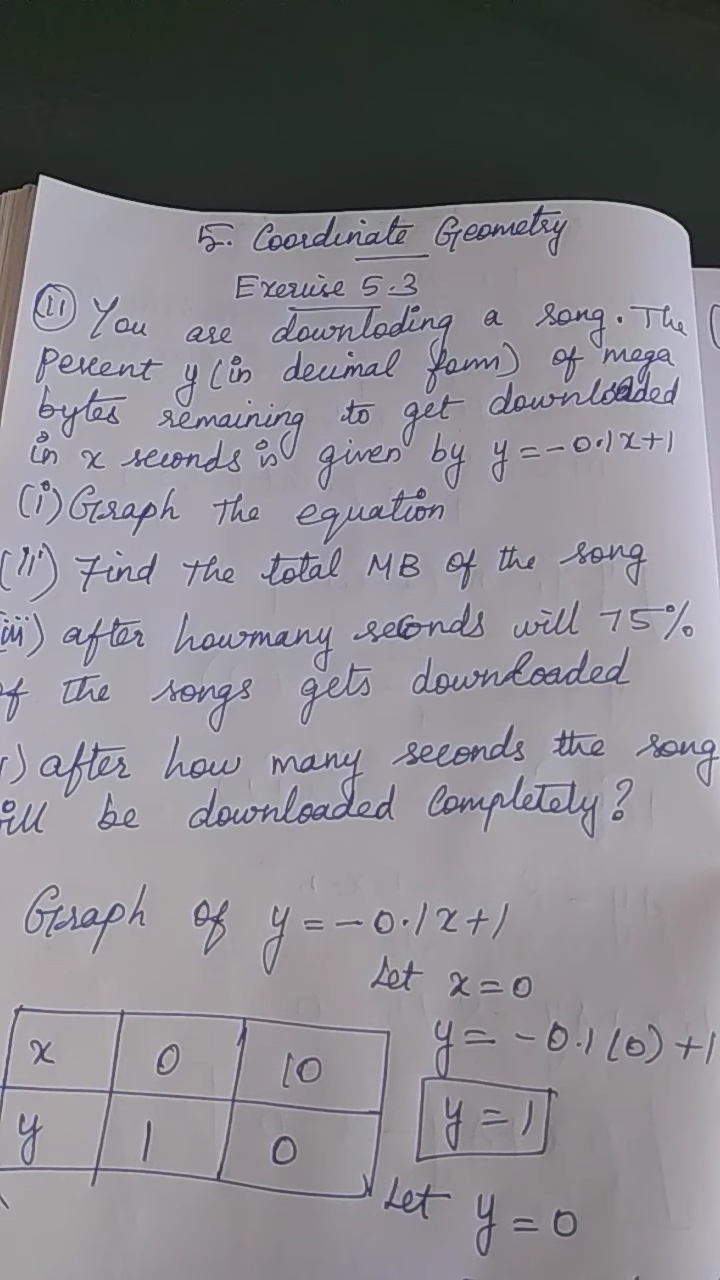 5. Coordinate Geometry
Exercise 5.3
(11) You are downloding a song. The
percent y (in decimal form) of mega
bytes remaining to get downloaded
in x seconds is given by y=-0.1x+1
(i) Graph the equation
(ii) Find the total MB of the song
(iii) after howmany seconds will 75%
of the songs gets downloaded
) after how many seconds the song
will be downloaded Completely?
Graph of y=-0.1x+1
Let x=0
x 0 10
y=-0.1(0)+1
y 1 0
y=1
Let y=0